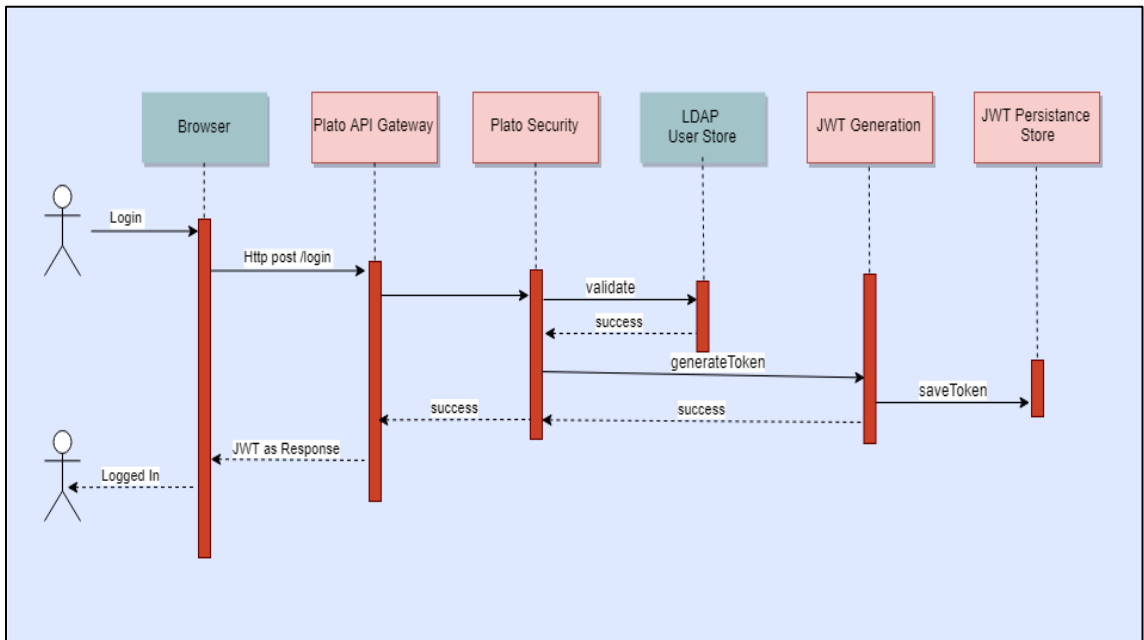 Browser
Plato API Gateway
Plato Security
LDAP
User Store
JWT Generation
JWT Persistance
Store
Login
Http post /login
validate
success
generateToken
saveToken
success
success
JWT as Response
Logged In